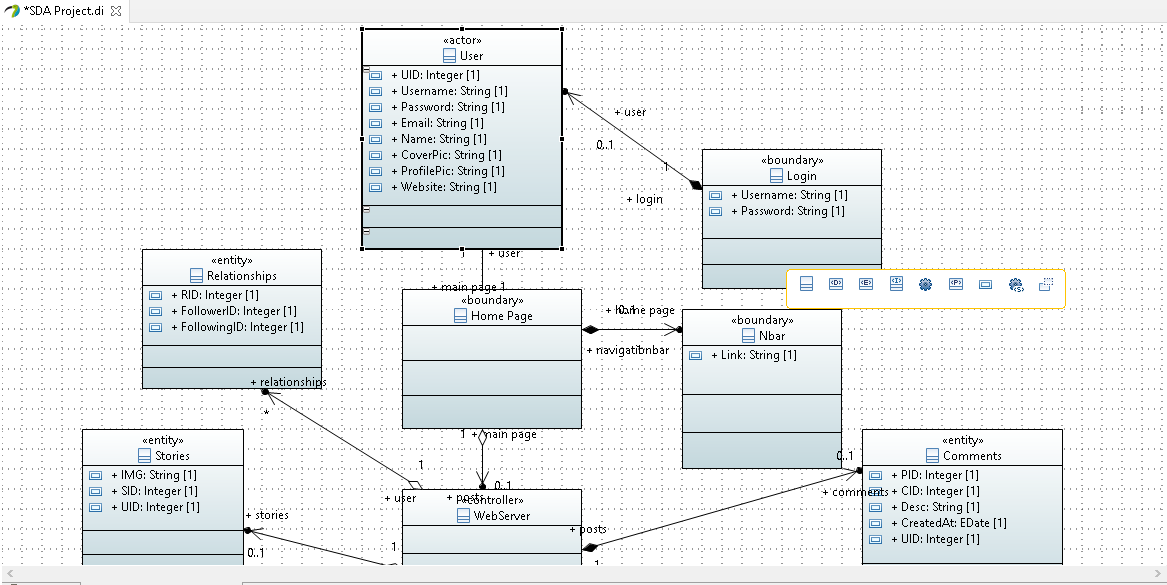 *SDA Project.di
«actor»
User
+ UID: Integer [1]
+ Username: String [1]
+ Password: String [1]
+ Email: String [1]
+ Name: String [1]
+ CoverPic: String [1]
+ ProfilePic: String [1]
+ Website: String [1]
+ user
0..1
1
+ login
«boundary»
Login
+ Username: String [1]
+ Password: String [1]
1
+ user
+ main page 1
«entity»
Relationships
+ RID: Integer [1]
+ FollowerID: Integer [1]
+ FollowingID: Integer [1]
+ relationships
*
«boundary»
Home Page
+ home page
0..1
+ navigationbar
«boundary»
Nbar
+ Link: String [1]
1 + main page
0..1
1
+ user
+ posts
«controller»
WebServer
«entity»
Stories
+ IMG: String [1]
+ SID: Integer [1]
+ UID: Integer [1]
+ stories
0..1
1
+ posts
1
0..1
+ comments
«entity»
Comments
+ PID: Integer [1]
+ CID: Integer [1]
+ Desc: String [1]
+ CreatedAt: EDate [1]
+ UID: Integer [1]